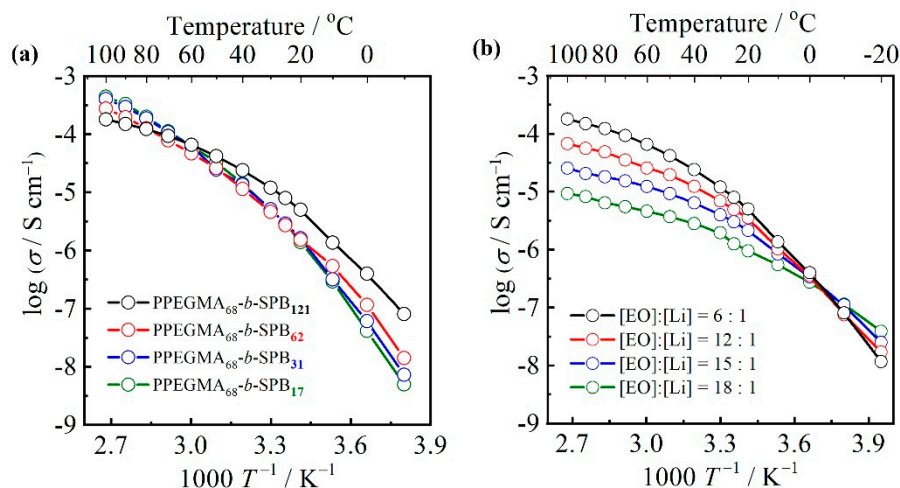 (a)
Temperature / °C
100 80 60 40 20 0
-3
-4
-5
-6
-7
-8
-9
log (σ / S cm⁻¹)
PPEGMA₆₈-b-SPB₁₂₁
PPEGMA₆₈-b-SPB₆₂
PPEGMA₆₈-b-SPB₃₁
PPEGMA₆₈-b-SPB₁₇
2.7 3.0 3.3 3.6 3.9
1000 T⁻¹ / K⁻¹
(b)
Temperature / °C
100 80 60 40 20 0 -20
-3
-4
-5
-6
-7
-8
-9
log (σ / S cm⁻¹)
[EO]:[Li] = 6 : 1
[EO]:[Li] = 12 : 1
[EO]:[Li] = 15 : 1
[EO]:[Li] = 18 : 1
2.7 3.0 3.3 3.6 3.9
1000 T⁻¹ / K⁻¹